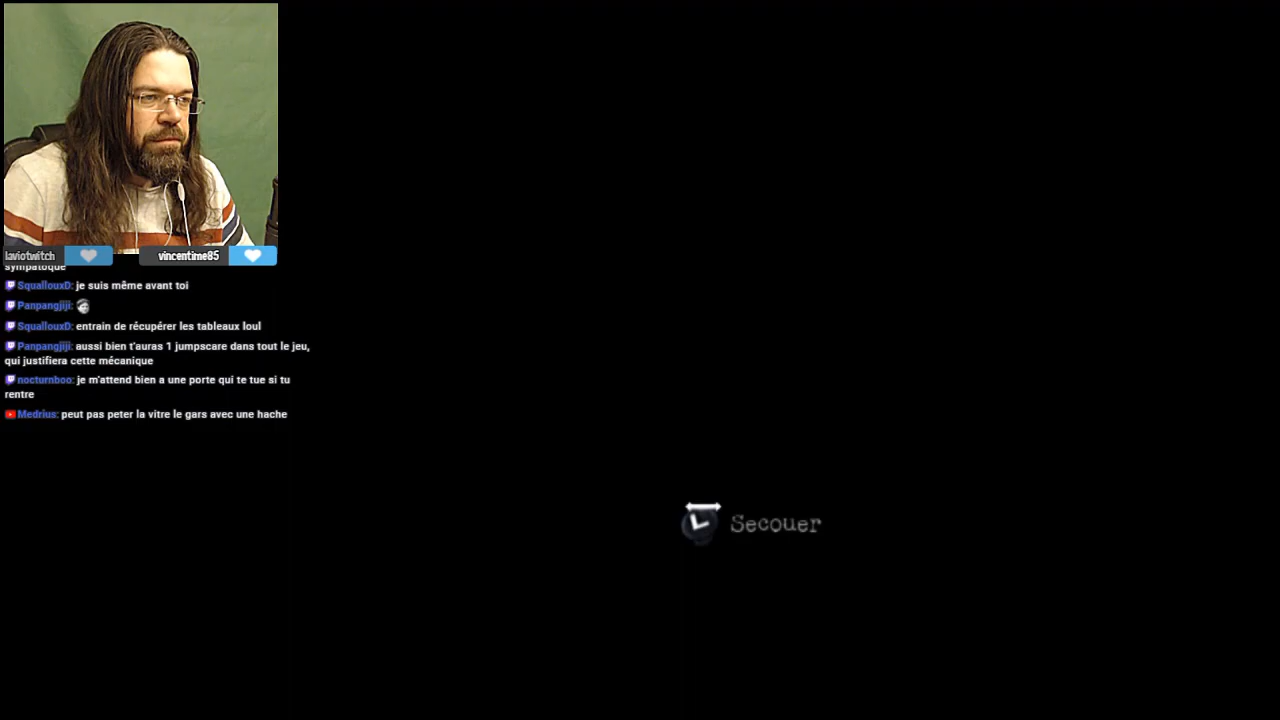 laviotwitch
vincentime85
sympatoque
SquallouxD: je suis même avant toi
Panpangjiji:
SquallouxD: entrain de récupérer les tableaux loul
Panpangjiji: aussi bien t'auras 1 jumpscare dans tout le jeu,
qui justifiera cette mécanique
nocturnboo: je m'attend bien a une porte qui te tue si tu
rentre
Medrius: peut pas peter la vitre le gars avec une hache
L Secouer